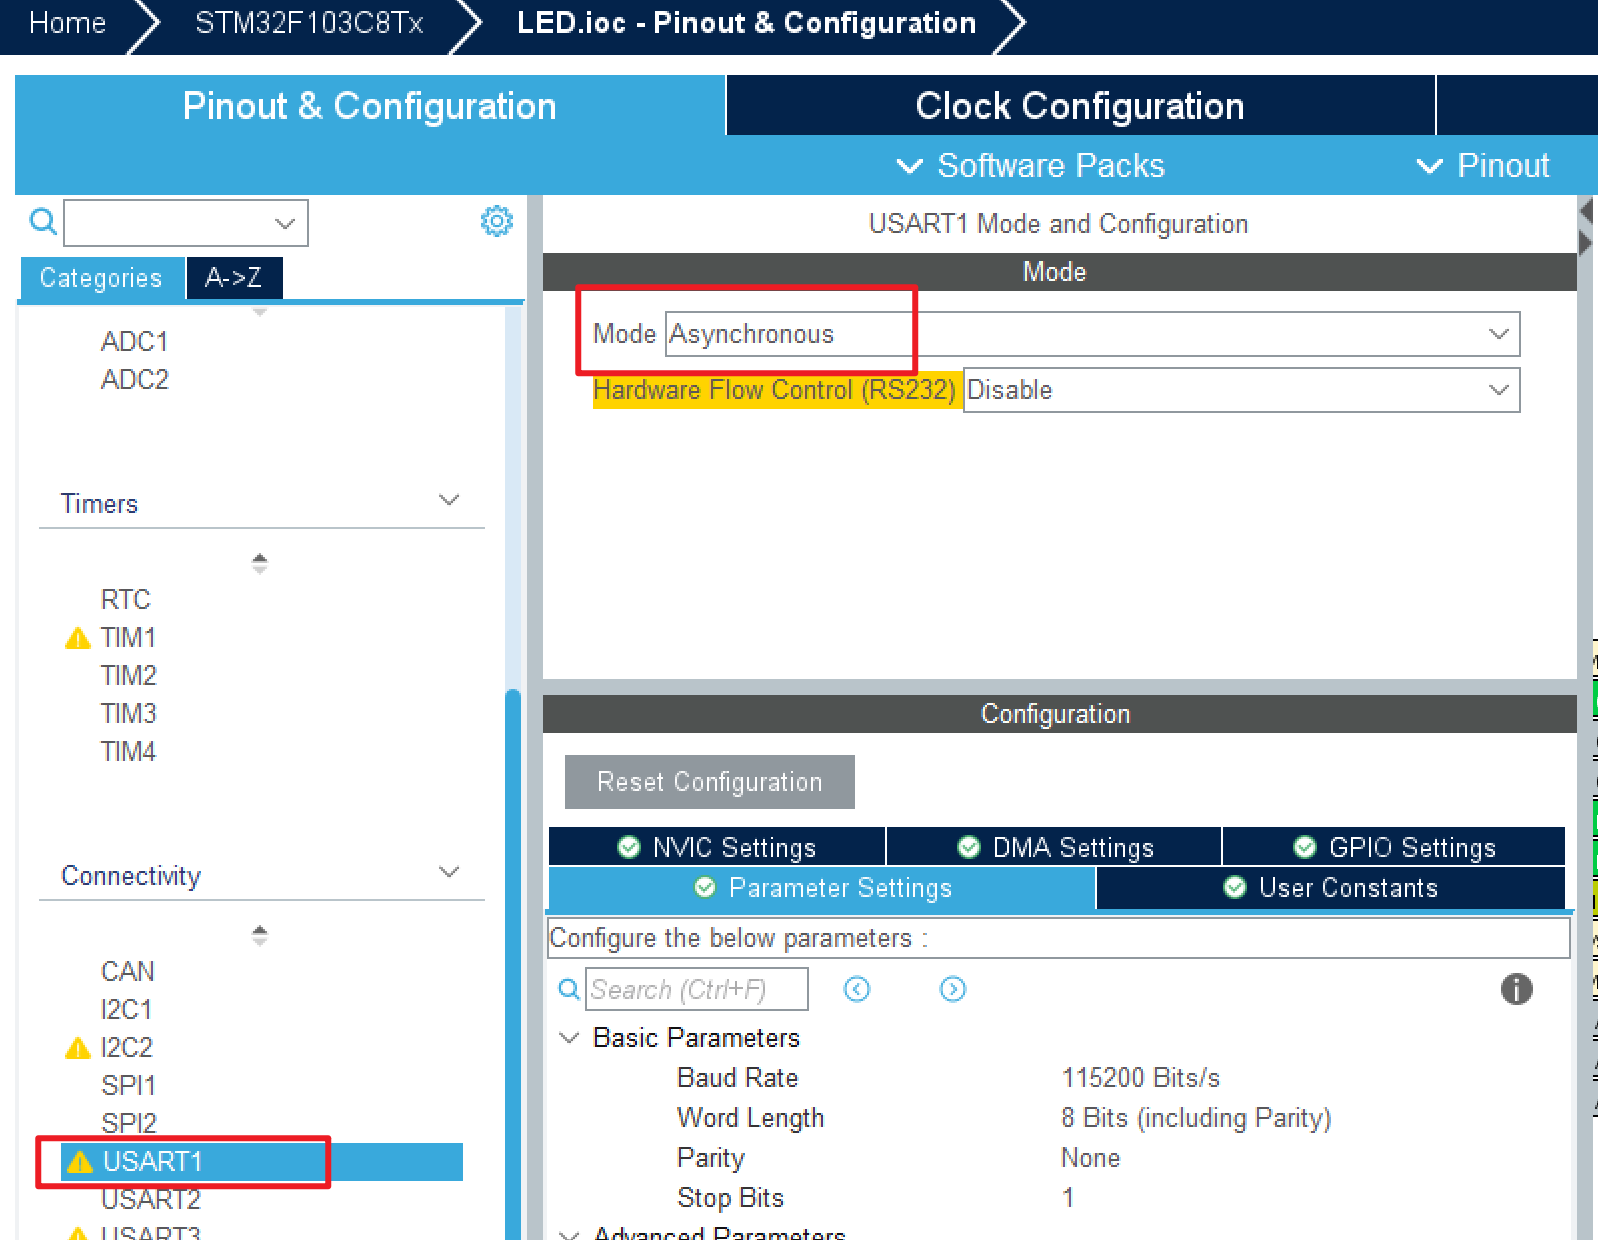 Home STM32F103C8Tx LED.ioc - Pinout & Configuration
Pinout & Configuration Clock Configuration
Software Packs Pinout
USART1 Mode and Configuration
Categories A->Z
Mode
Mode Asynchronous
Hardware Flow Control (RS232) Disable
ADC1
ADC2
Timers
RTC
TIM1
TIM2
TIM3
TIM4
Connectivity
CAN
I2C1
I2C2
SPI1
SPI2
USART1
USART2
USART3
Configuration
Reset Configuration
NVIC Settings DMA Settings GPIO Settings
Parameter Settings User Constants
Configure the below parameters :
Search (Ctrl+F)
Basic Parameters
Baud Rate 115200 Bits/s
Word Length 8 Bits (including Parity)
Parity None
Stop Bits 1
Advanced Parameters